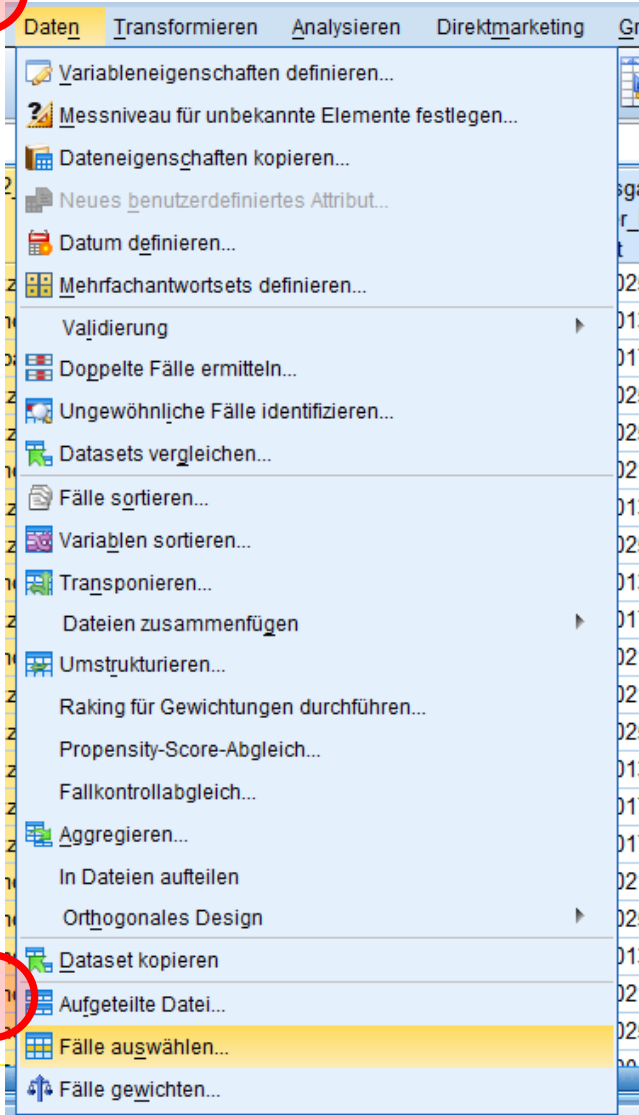 Daten Transformieren Analysieren Direktmarketing
Variableneigenschaften definieren...
Messniveau für unbekannte Elemente festlegen...
Dateneigenschaften kopieren...
Neues benutzerdefiniertes Attribut...
Datum definieren...
Mehrfachantwortsets definieren...
Validierung
Doppelte Fälle ermitteln...
Ungewöhnliche Fälle identifizieren...
Datasets vergleichen...
Fälle sortieren...
Variablen sortieren...
Transponieren...
Dateien zusammenfügen
Umstrukturieren...
Raking für Gewichtungen durchführen...
Propensity-Score-Abgleich...
Fallkontrollabgleich...
Aggregieren...
In Dateien aufteilen
Orthogonales Design
Dataset kopieren
Aufgeteilte Datei...
Fälle auswählen...
Fälle gewichten...